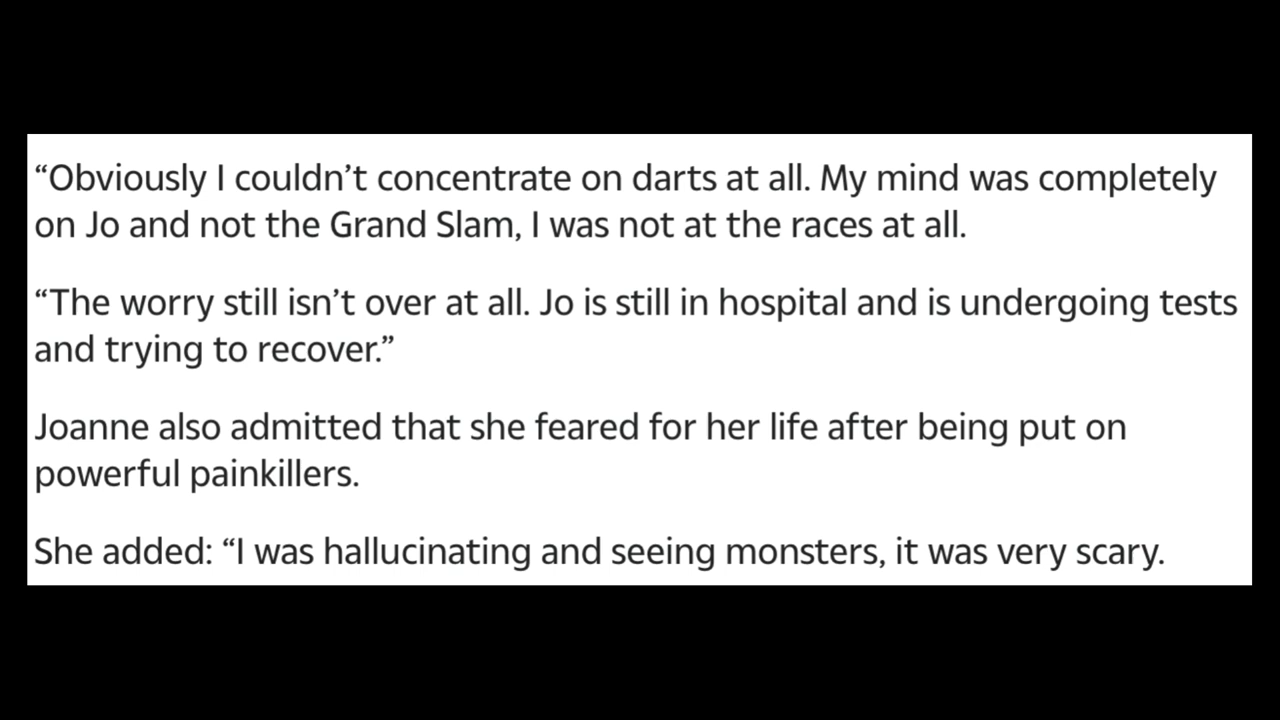 “Obviously I couldn’t concentrate on darts at all. My mind was completely
on Jo and not the Grand Slam, I was not at the races at all.
“The worry still isn’t over at all. Jo is still in hospital and is undergoing tests
and trying to recover.”
Joanne also admitted that she feared for her life after being put on
powerful painkillers.
She added: “I was hallucinating and seeing monsters, it was very scary.